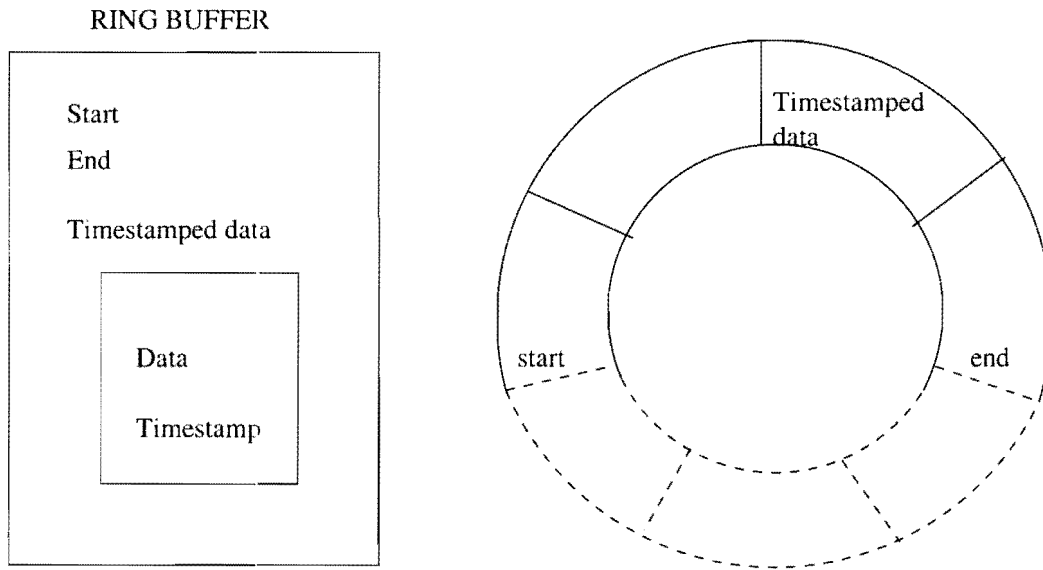 RING BUFFER
Start
End
Timestamped data
Data
Timestamp
Timestamped
data
start
end